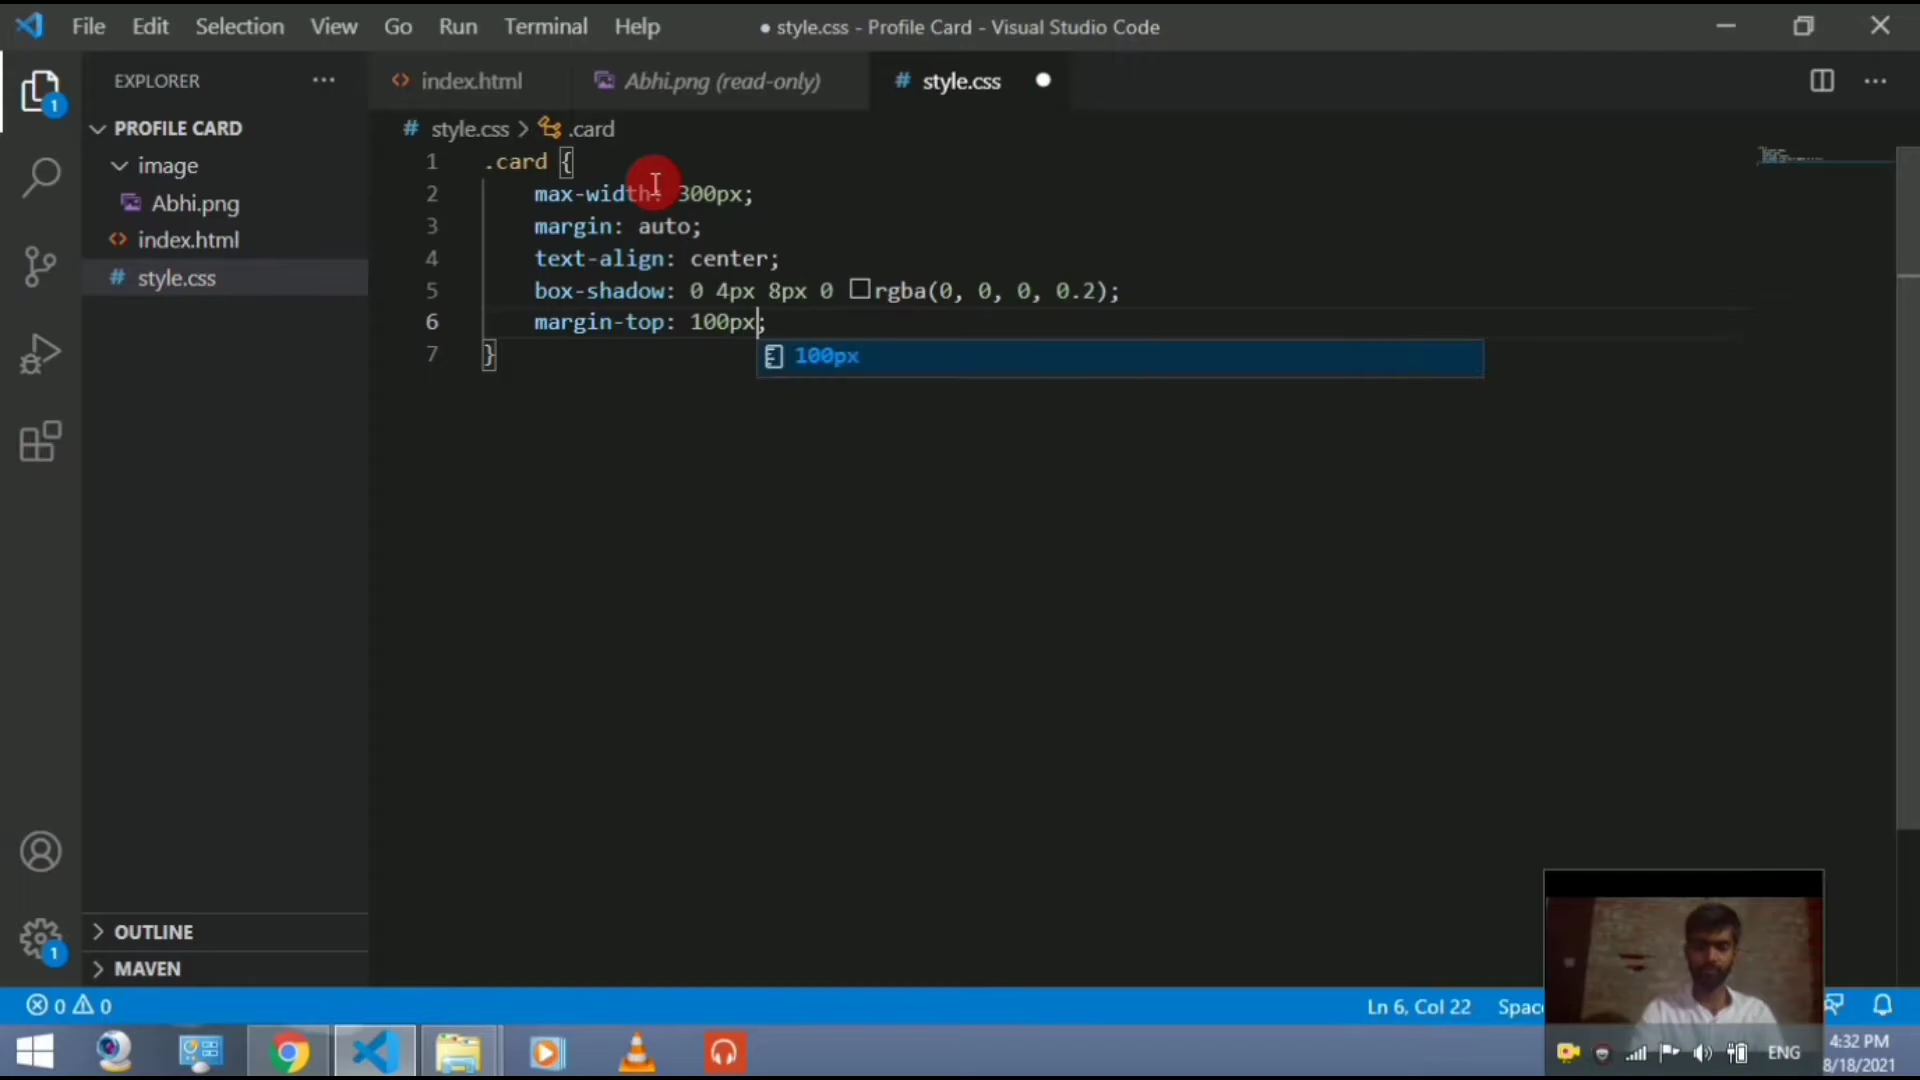 File Edit Selection View Go Run Terminal Help ● style.css - Profile Card - Visual Studio Code
EXPLORER ··· <> index.html Abhi.png (read-only) # style.css ●
1
PROFILE CARD
# style.css > .card
image
Abhi.png
<> index.html
# style.css
1 .card {
2 max-width: 300px;
3 margin: auto;
4 text-align: center;
5 box-shadow: 0 4px 8px 0 rgba(0, 0, 0, 0.2);
6 margin-top: 100px;
7 }
100px
OUTLINE
1
MAVEN
0 0 Ln 6, Col 22 Spac
ENG 4:32 PM
8/18/2021